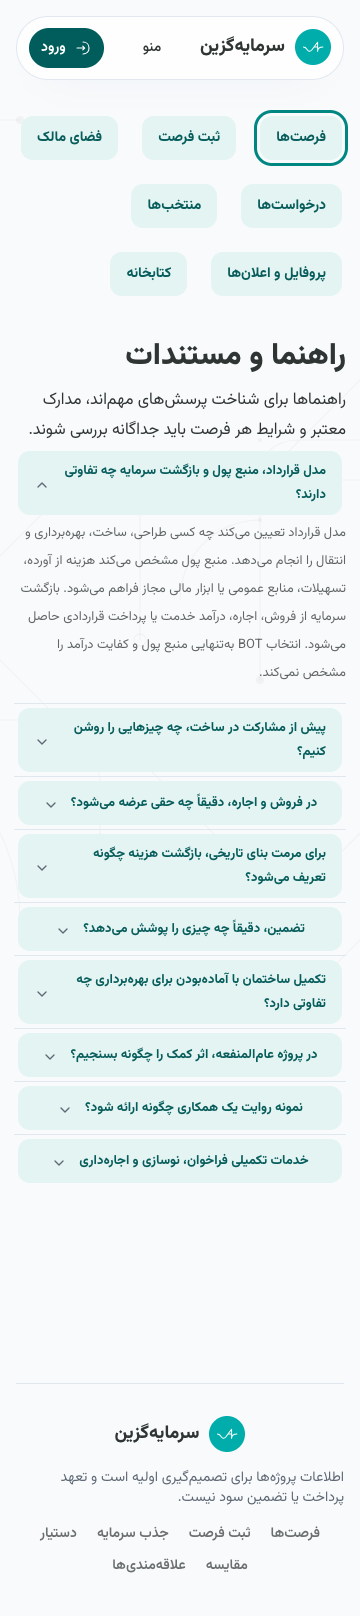 سرمایه‌گزین
منو
ورود
فرصت‌ها
ثبت فرصت
فضای مالک
درخواست‌ها
منتخب‌ها
پروفایل و اعلان‌ها
کتابخانه
راهنما و مستندات
راهنماها برای شناخت پرسش‌های مهم‌اند، مدارک
معتبر و شرایط هر فرصت باید جداگانه بررسی شوند.
مدل قرارداد، منبع پول و بازگشت سرمایه چه تفاوتی
دارند؟
مدل قرارداد تعیین می‌کند چه کسی طراحی، ساخت، بهره‌برداری و
انتقال را انجام می‌دهد. منبع پول مشخص می‌کند هزینه از آورده،
تسهیلات، منابع عمومی یا ابزار مالی مجاز فراهم می‌شود. بازگشت
سرمایه از فروش، اجاره، درآمد خدمت یا پرداخت قراردادی حاصل
می‌شود. انتخاب BOT به‌تنهایی منبع پول و کفایت درآمد را
مشخص نمی‌کند.
پیش از مشارکت در ساخت، چه چیزهایی را روشن
کنیم؟
در فروش و اجاره، دقیقاً چه حقی عرضه می‌شود؟
برای مرمت بنای تاریخی، بازگشت هزینه چگونه
تعریف می‌شود؟
تضمین، دقیقاً چه چیزی را پوشش می‌دهد؟
تکمیل ساختمان با آماده‌بودن برای بهره‌برداری چه
تفاوتی دارد؟
در پروژه عام‌المنفعه، اثر کمک را چگونه بسنجیم؟
نمونه روایت یک همکاری چگونه ارائه شود؟
خدمات تکمیلی فراخوان، نوسازی و اجاره‌داری
سرمایه‌گزین
اطلاعات پروژه‌ها برای تصمیم‌گیری اولیه است و تعهد
پرداخت یا تضمین سود نیست.
فرصت‌ها
ثبت فرصت
جذب سرمایه
دستیار
مقایسه
علاقه‌مندی‌ها